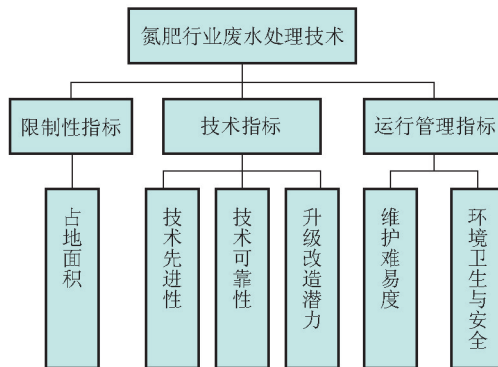 氮肥行业废水处理技术
限制性指标
技术指标
运行管理指标
占地面积
技术先进性
技术可靠性
升级改造潜力
维护难易度
环境卫生与安全